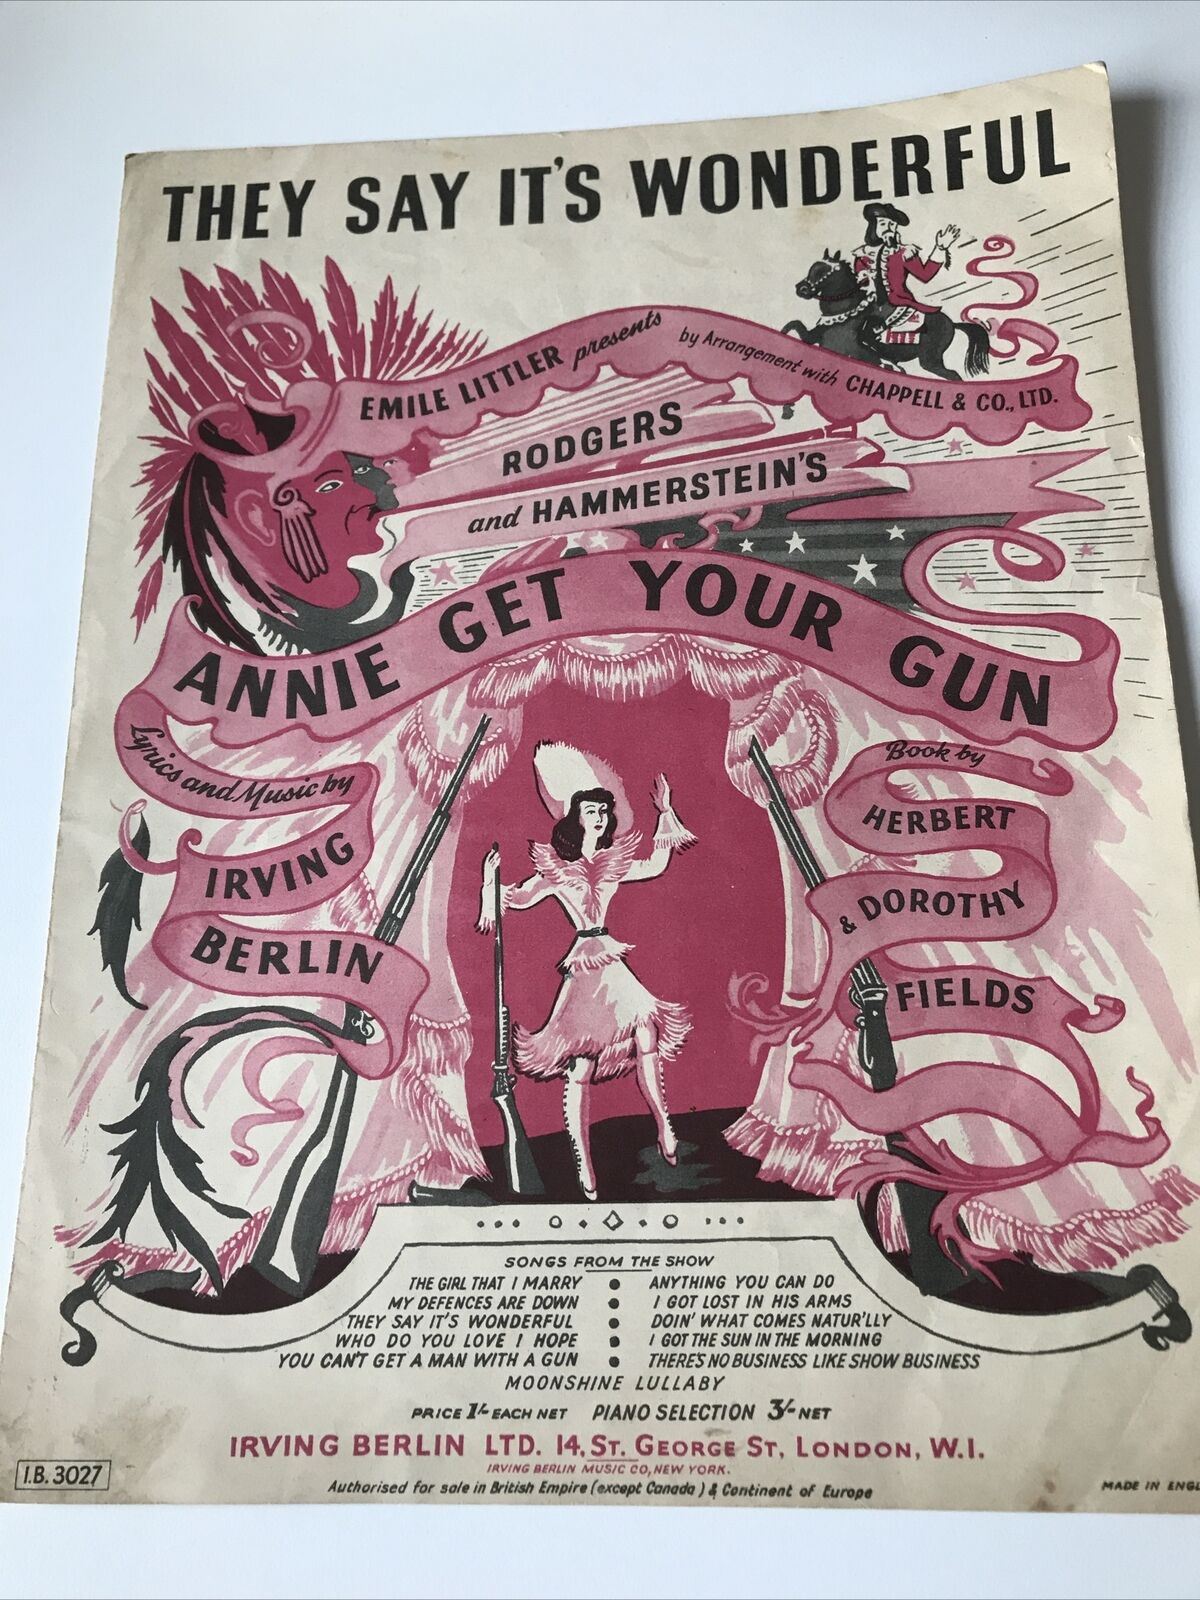 THEY SAY IT'S WONDERFUL
EMILE LITTLER presents by Arrangement with CHAPPELL & CO., LTD.
RODGERS
and HAMMERSTEIN'S
ANNIE GET YOUR GUN
Lyrics and Music by
IRVING
BERLIN
Book by
HERBERT
& DOROTHY
FIELDS
SONGS FROM THE SHOW
THE GIRL THAT I MARRY • ANYTHING YOU CAN DO
MY DEFENCES ARE DOWN • I GOT LOST IN HIS ARMS
THEY SAY IT'S WONDERFUL • DOIN' WHAT COMES NATUR'LLY
WHO DO YOU LOVE I HOPE • I GOT THE SUN IN THE MORNING
YOU CAN'T GET A MAN WITH A GUN • THERE'S NO BUSINESS LIKE SHOW BUSINESS
MOONSHINE LULLABY
PRICE 1/- EACH NET PIANO SELECTION 3/- NET
IRVING BERLIN LTD. 14, ST. GEORGE ST, LONDON, W.I.
IRVING BERLIN MUSIC CO, NEW YORK.
I.B. 3027
Authorised for sale in British Empire (except Canada) & Continent of Europe
MADE IN ENGL